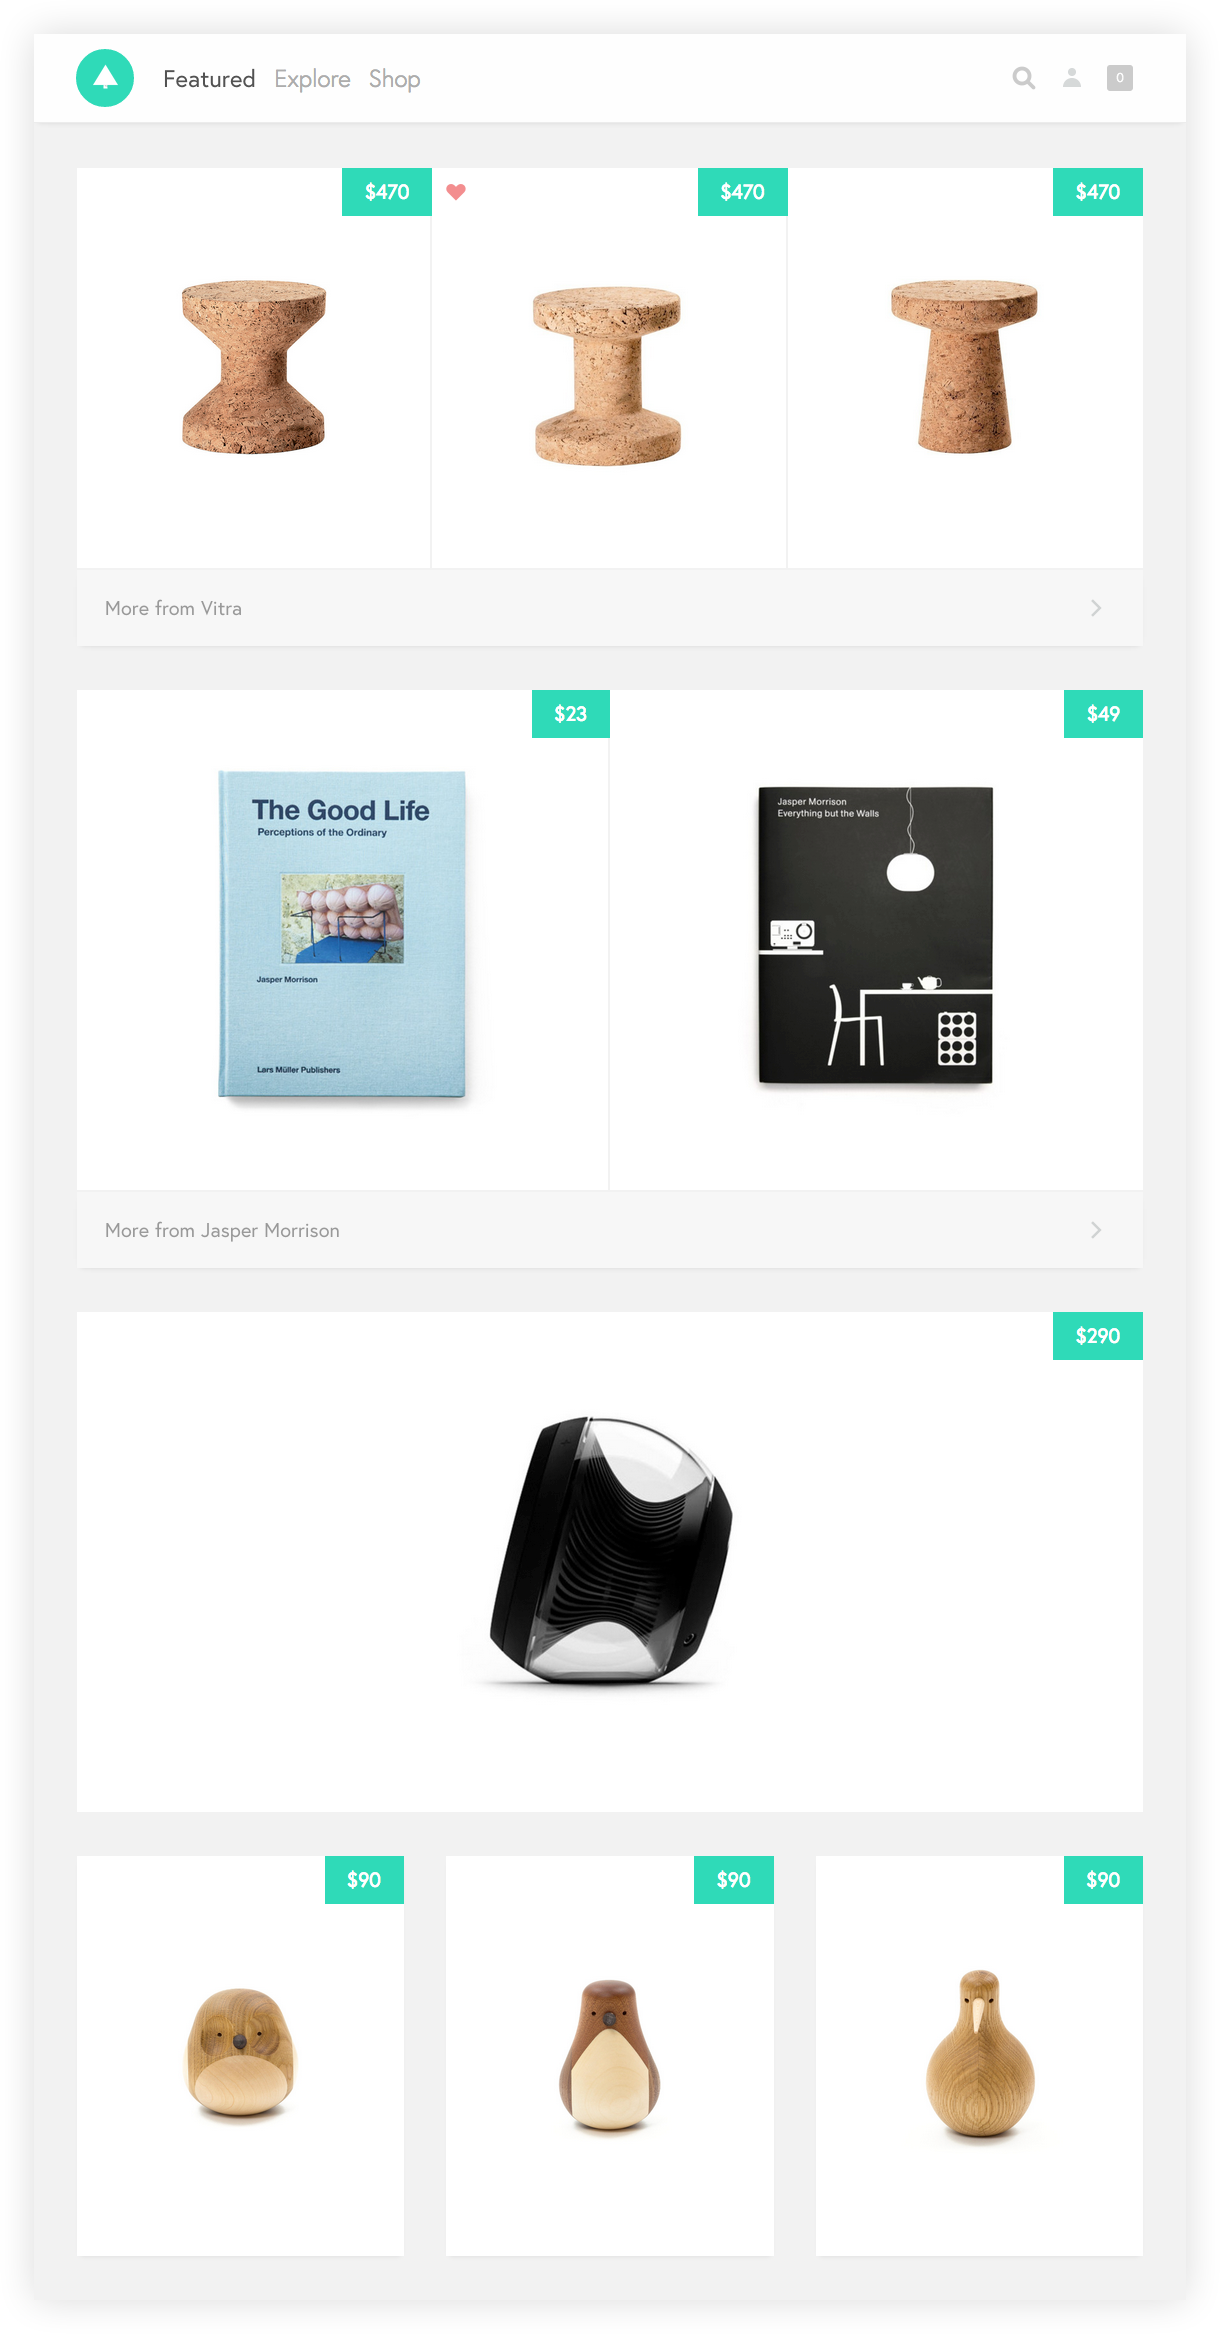 Featured Explore Shop
0
$470
$470
$470
More from Vitra
$23
$49
The Good Life
Perceptions of the Ordinary
Jasper Morrison
Lars Müller Publishers
Jasper Morrison
Everything but the Walls
More from Jasper Morrison
$290
$90
$90
$90